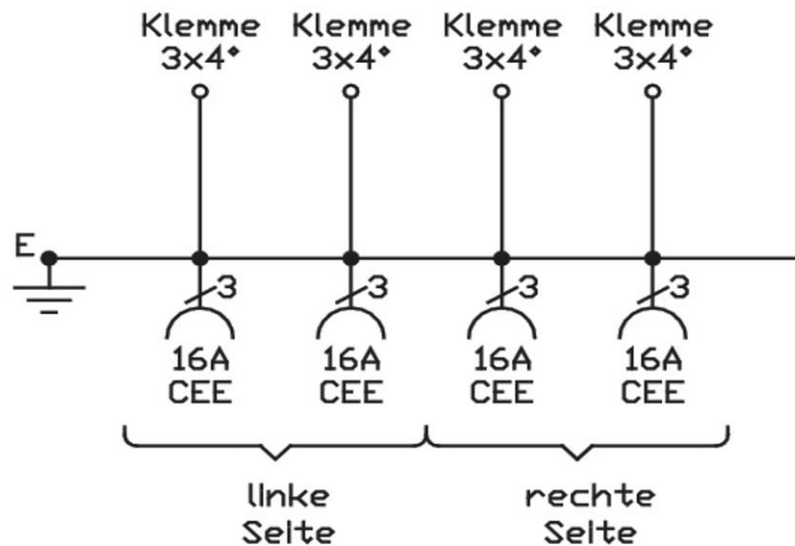 Klemme Klemme Klemme Klemme
3x4° 3x4° 3x4° 3x4°
E
3 3 3 3
16A 16A 16A 16A
CEE CEE CEE CEE
linke rechte
Seite Seite